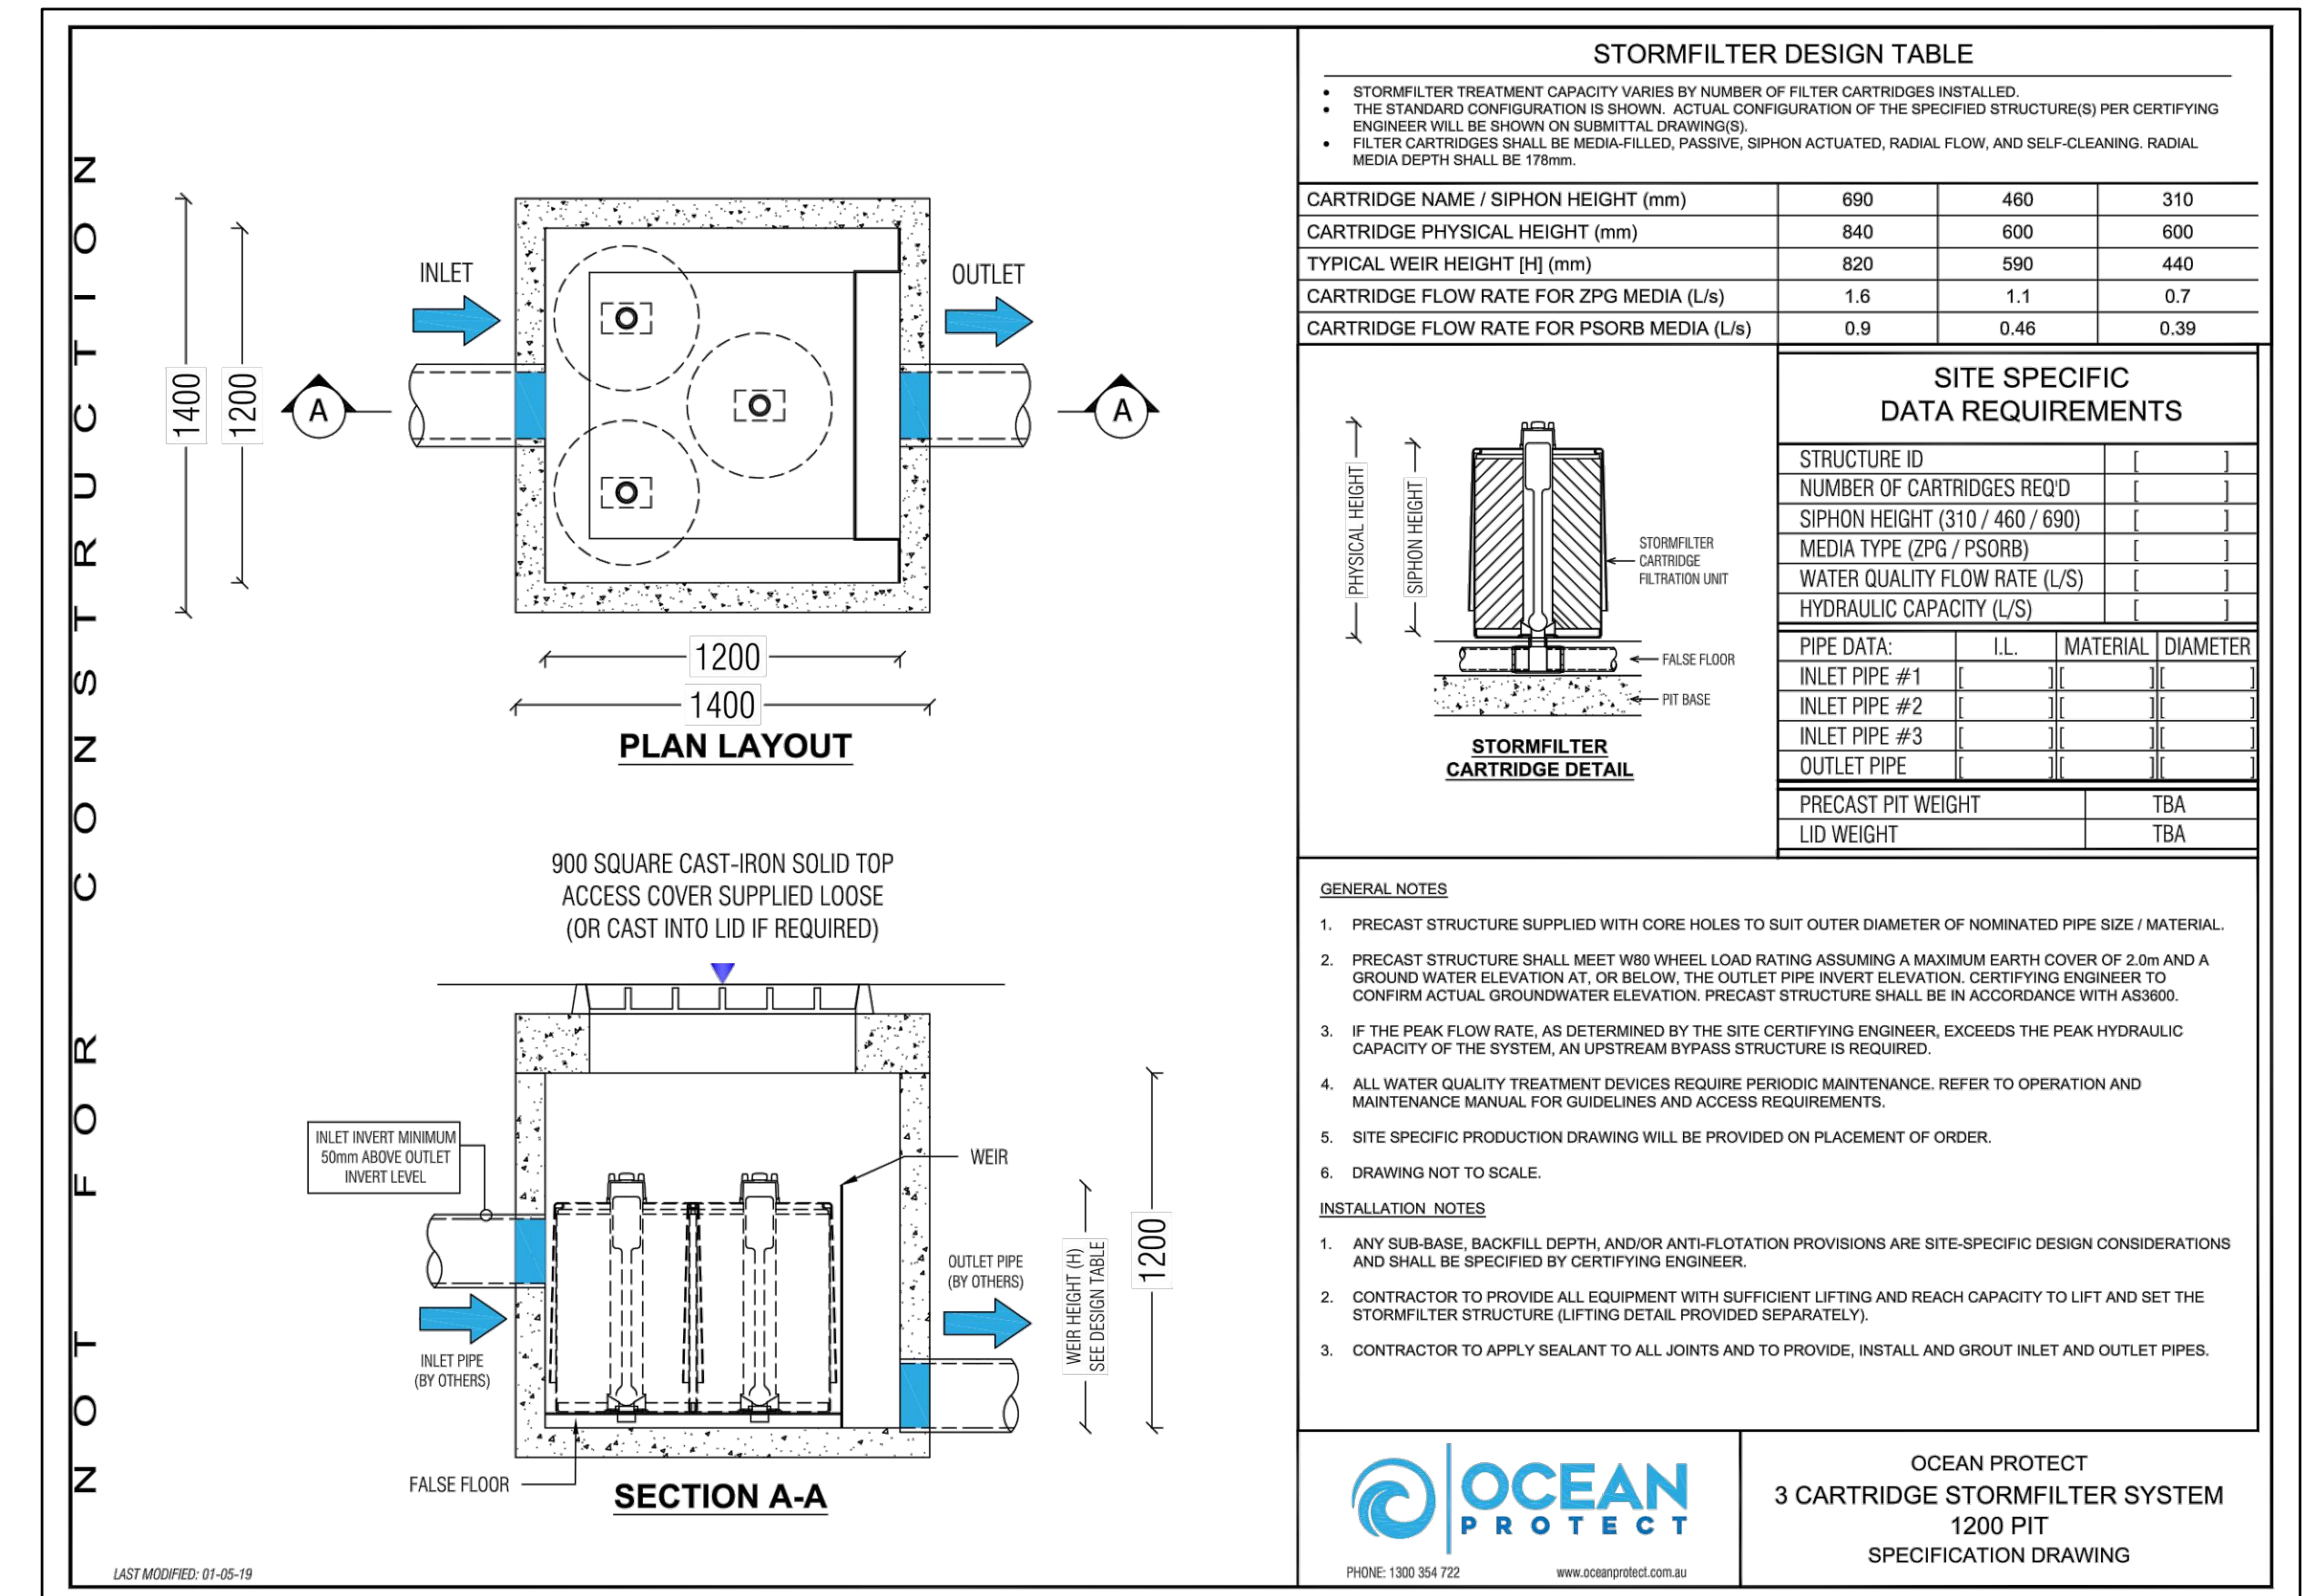 NOT FOR CONSTRUCTION
INLET
OUTLET
1400
1200
A
A
1200
1400
PLAN LAYOUT
900 SQUARE CAST-IRON SOLID TOP
ACCESS COVER SUPPLIED LOOSE
(OR CAST INTO LID IF REQUIRED)
INLET INVERT MINIMUM
50mm ABOVE OUTLET
INVERT LEVEL
WEIR
OUTLET PIPE
(BY OTHERS)
WEIR HEIGHT (H)
SEE DESIGN TABLE
1200
INLET PIPE
(BY OTHERS)
FALSE FLOOR
SECTION A-A
LAST MODIFIED: 01-05-19
STORMFILTER DESIGN TABLE
• STORMFILTER TREATMENT CAPACITY VARIES BY NUMBER OF FILTER CARTRIDGES INSTALLED.
• THE STANDARD CONFIGURATION IS SHOWN. ACTUAL CONFIGURATION OF THE SPECIFIED STRUCTURE(S) PER CERTIFYING
ENGINEER WILL BE SHOWN ON SUBMITTAL DRAWING(S).
• FILTER CARTRIDGES SHALL BE MEDIA-FILLED, PASSIVE, SIPHON ACTUATED, RADIAL FLOW, AND SELF-CLEANING. RADIAL
MEDIA DEPTH SHALL BE 178mm.
CARTRIDGE NAME / SIPHON HEIGHT (mm) 690 460 310
CARTRIDGE PHYSICAL HEIGHT (mm) 840 600 600
TYPICAL WEIR HEIGHT [H] (mm) 820 590 440
CARTRIDGE FLOW RATE FOR ZPG MEDIA (L/s) 1.6 1.1 0.7
CARTRIDGE FLOW RATE FOR PSORB MEDIA (L/s) 0.9 0.46 0.39
PHYSICAL HEIGHT
SIPHON HEIGHT
STORMFILTER
CARTRIDGE
FILTRATION UNIT
FALSE FLOOR
PIT BASE
STORMFILTER
CARTRIDGE DETAIL
SITE SPECIFIC
DATA REQUIREMENTS
STRUCTURE ID [ ]
NUMBER OF CARTRIDGES REQ'D [ ]
SIPHON HEIGHT (310 / 460 / 690) [ ]
MEDIA TYPE (ZPG / PSORB) [ ]
WATER QUALITY FLOW RATE (L/S) [ ]
HYDRAULIC CAPACITY (L/S) [ ]
PIPE DATA: I.L. MATERIAL DIAMETER
INLET PIPE #1 [ ] [ ] [ ]
INLET PIPE #2 [ ] [ ] [ ]
INLET PIPE #3 [ ] [ ] [ ]
OUTLET PIPE [ ] [ ] [ ]
PRECAST PIT WEIGHT TBA
LID WEIGHT TBA
GENERAL NOTES
1. PRECAST STRUCTURE SUPPLIED WITH CORE HOLES TO SUIT OUTER DIAMETER OF NOMINATED PIPE SIZE / MATERIAL.
2. PRECAST STRUCTURE SHALL MEET W80 WHEEL LOAD RATING ASSUMING A MAXIMUM EARTH COVER OF 2.0m AND A
GROUND WATER ELEVATION AT, OR BELOW, THE OUTLET PIPE INVERT ELEVATION. CERTIFYING ENGINEER TO
CONFIRM ACTUAL GROUNDWATER ELEVATION. PRECAST STRUCTURE SHALL BE IN ACCORDANCE WITH AS3600.
3. IF THE PEAK FLOW RATE, AS DETERMINED BY THE SITE CERTIFYING ENGINEER, EXCEEDS THE PEAK HYDRAULIC
CAPACITY OF THE SYSTEM, AN UPSTREAM BYPASS STRUCTURE IS REQUIRED.
4. ALL WATER QUALITY TREATMENT DEVICES REQUIRE PERIODIC MAINTENANCE. REFER TO OPERATION AND
MAINTENANCE MANUAL FOR GUIDELINES AND ACCESS REQUIREMENTS.
5. SITE SPECIFIC PRODUCTION DRAWING WILL BE PROVIDED ON PLACEMENT OF ORDER.
6. DRAWING NOT TO SCALE.
INSTALLATION NOTES
1. ANY SUB-BASE, BACKFILL DEPTH, AND/OR ANTI-FLOTATION PROVISIONS ARE SITE-SPECIFIC DESIGN CONSIDERATIONS
AND SHALL BE SPECIFIED BY CERTIFYING ENGINEER.
2. CONTRACTOR TO PROVIDE ALL EQUIPMENT WITH SUFFICIENT LIFTING AND REACH CAPACITY TO LIFT AND SET THE
STORMFILTER STRUCTURE (LIFTING DETAIL PROVIDED SEPARATELY).
3. CONTRACTOR TO APPLY SEALANT TO ALL JOINTS AND TO PROVIDE, INSTALL AND GROUT INLET AND OUTLET PIPES.
OCEAN
PROTECT
PHONE: 1300 354 722 www.oceanprotect.com.au
OCEAN PROTECT
3 CARTRIDGE STORMFILTER SYSTEM
1200 PIT
SPECIFICATION DRAWING